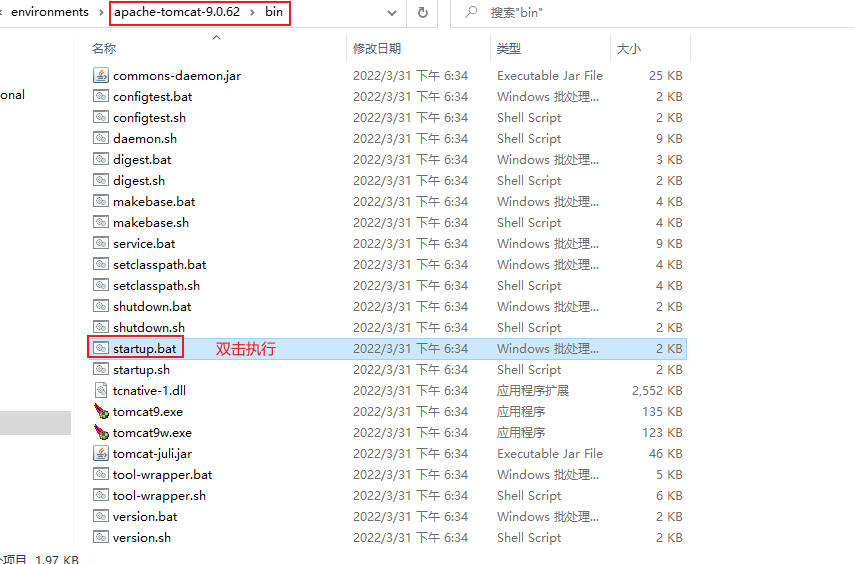 environments > apache-tomcat-9.0.62 > bin 搜索"bin"
名称 修改日期 类型 大小
commons-daemon.jar 2022/3/31 下午 6:34 Executable Jar File 25 KB
onal
configtest.bat 2022/3/31 下午 6:34 Windows 批处理... 2 KB
configtest.sh 2022/3/31 下午 6:34 Shell Script 2 KB
daemon.sh 2022/3/31 下午 6:34 Shell Script 9 KB
digest.bat 2022/3/31 下午 6:34 Windows 批处理... 3 KB
digest.sh 2022/3/31 下午 6:34 Shell Script 2 KB
makebase.bat 2022/3/31 下午 6:34 Windows 批处理... 4 KB
makebase.sh 2022/3/31 下午 6:34 Shell Script 4 KB
service.bat 2022/3/31 下午 6:34 Windows 批处理... 9 KB
setclasspath.bat 2022/3/31 下午 6:34 Windows 批处理... 4 KB
setclasspath.sh 2022/3/31 下午 6:34 Shell Script 4 KB
shutdown.bat 2022/3/31 下午 6:34 Windows 批处理... 2 KB
shutdown.sh 2022/3/31 下午 6:34 Shell Script 2 KB
startup.bat 双击执行 2022/3/31 下午 6:34 Windows 批处理... 2 KB
startup.sh 2022/3/31 下午 6:34 Shell Script 2 KB
tcnative-1.dll 2022/3/31 下午 6:34 应用程序扩展 2,552 KB
tomcat9.exe 2022/3/31 下午 6:34 应用程序 135 KB
tomcat9w.exe 2022/3/31 下午 6:34 应用程序 123 KB
tomcat-juli.jar 2022/3/31 下午 6:34 Executable Jar File 46 KB
tool-wrapper.bat 2022/3/31 下午 6:34 Windows 批处理... 5 KB
tool-wrapper.sh 2022/3/31 下午 6:34 Shell Script 6 KB
version.bat 2022/3/31 下午 6:34 Windows 批处理... 2 KB
version.sh 2022/3/31 下午 6:34 Shell Script 2 KB
个项目 1.97 KB